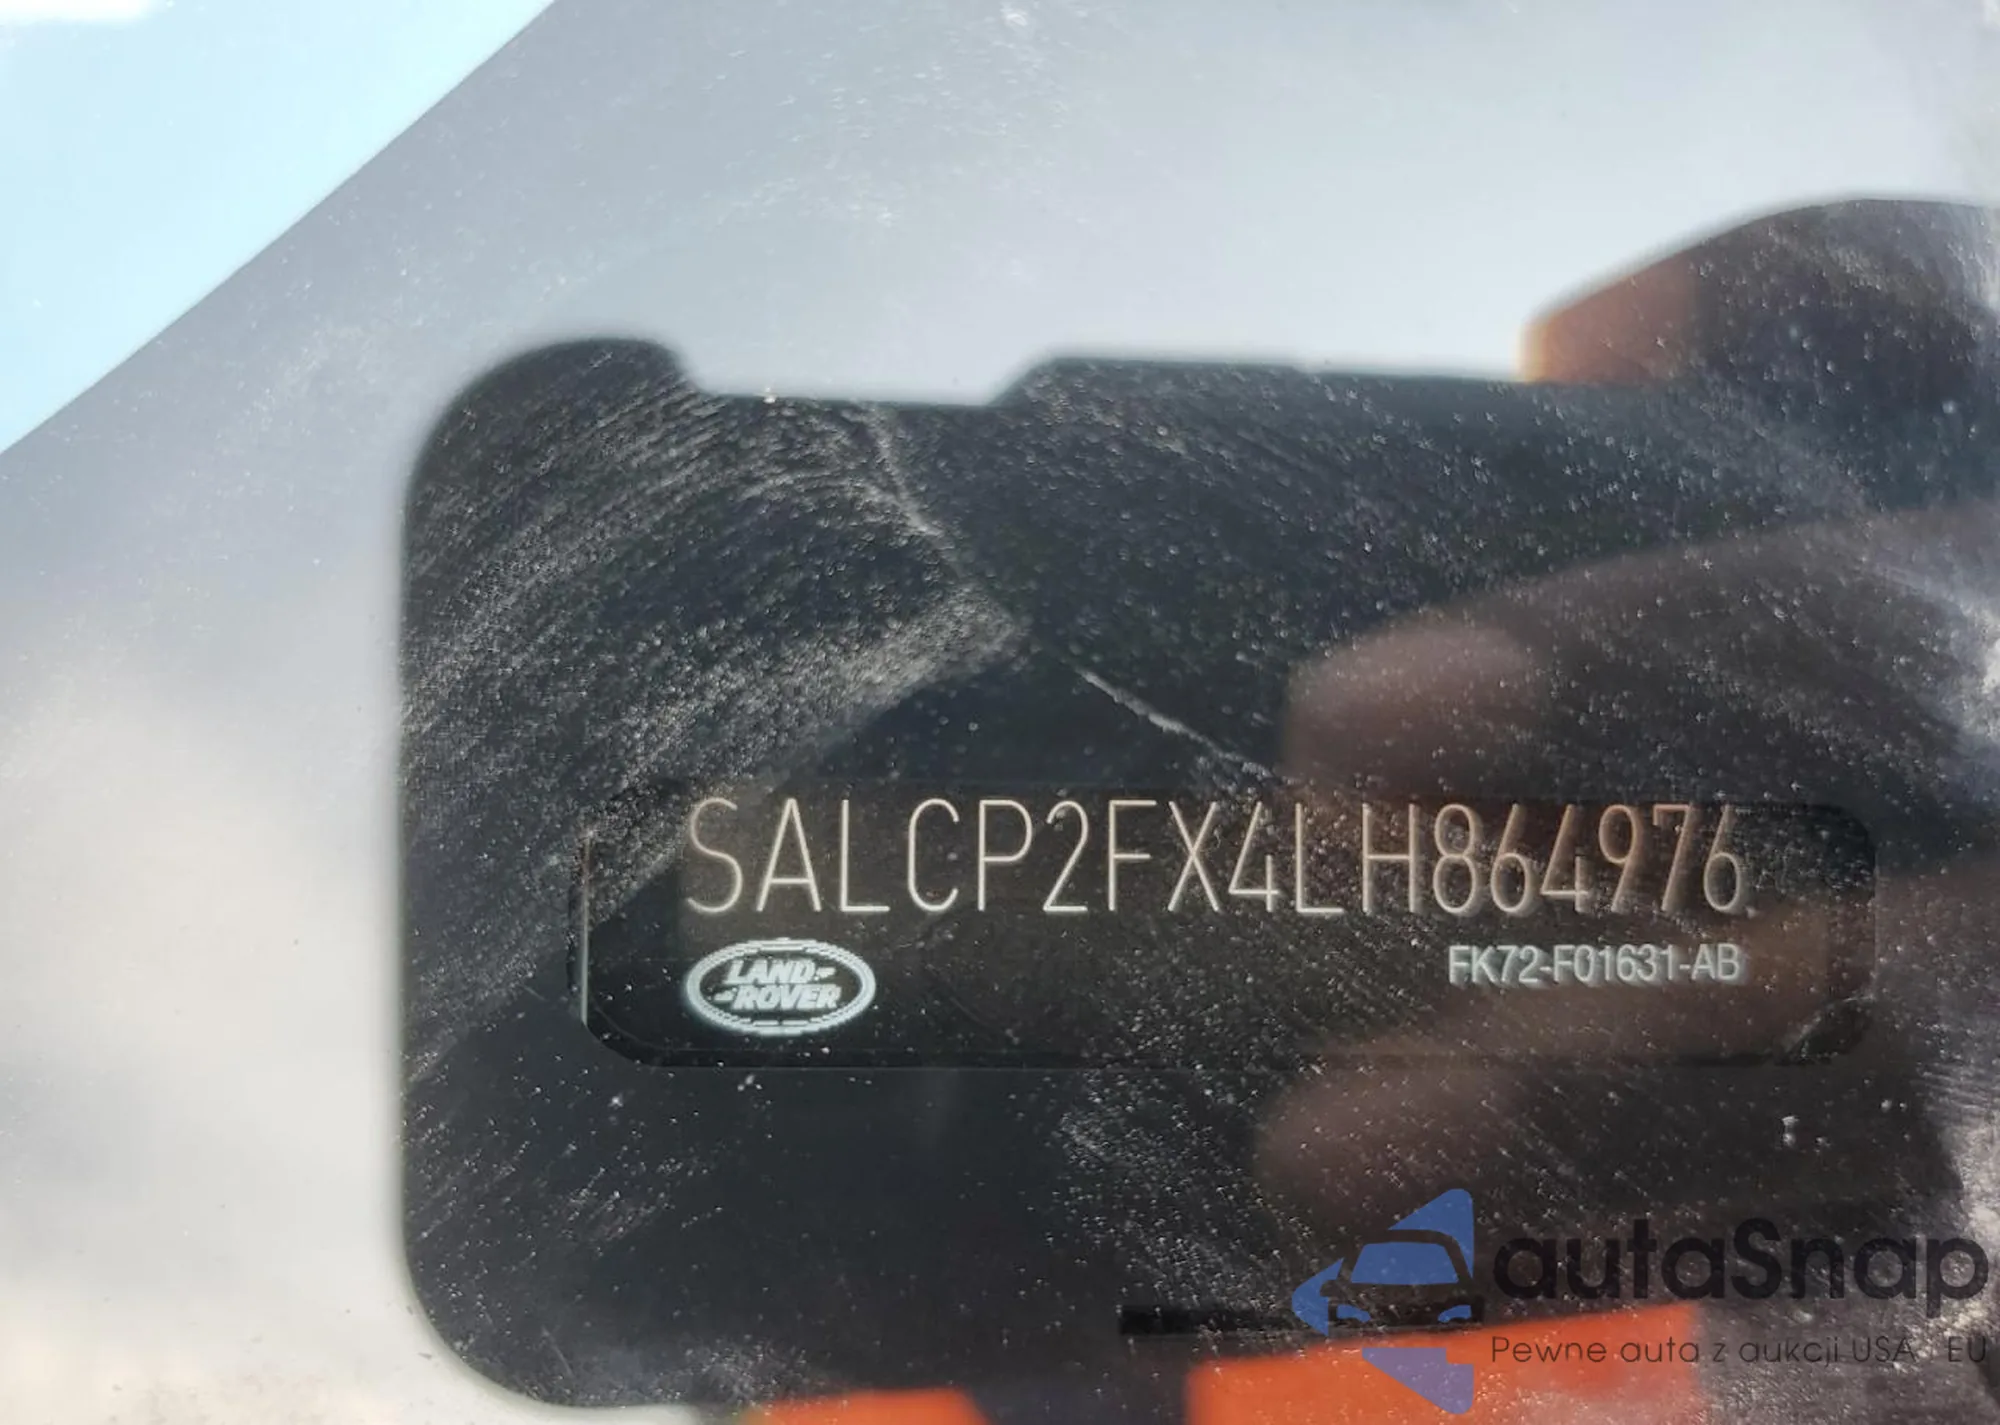 SALCP2FX4LH864976
LAND-
-ROVER
FK72-F01631-AB
autaSnap
Pewne auta z aukcji USA i EU